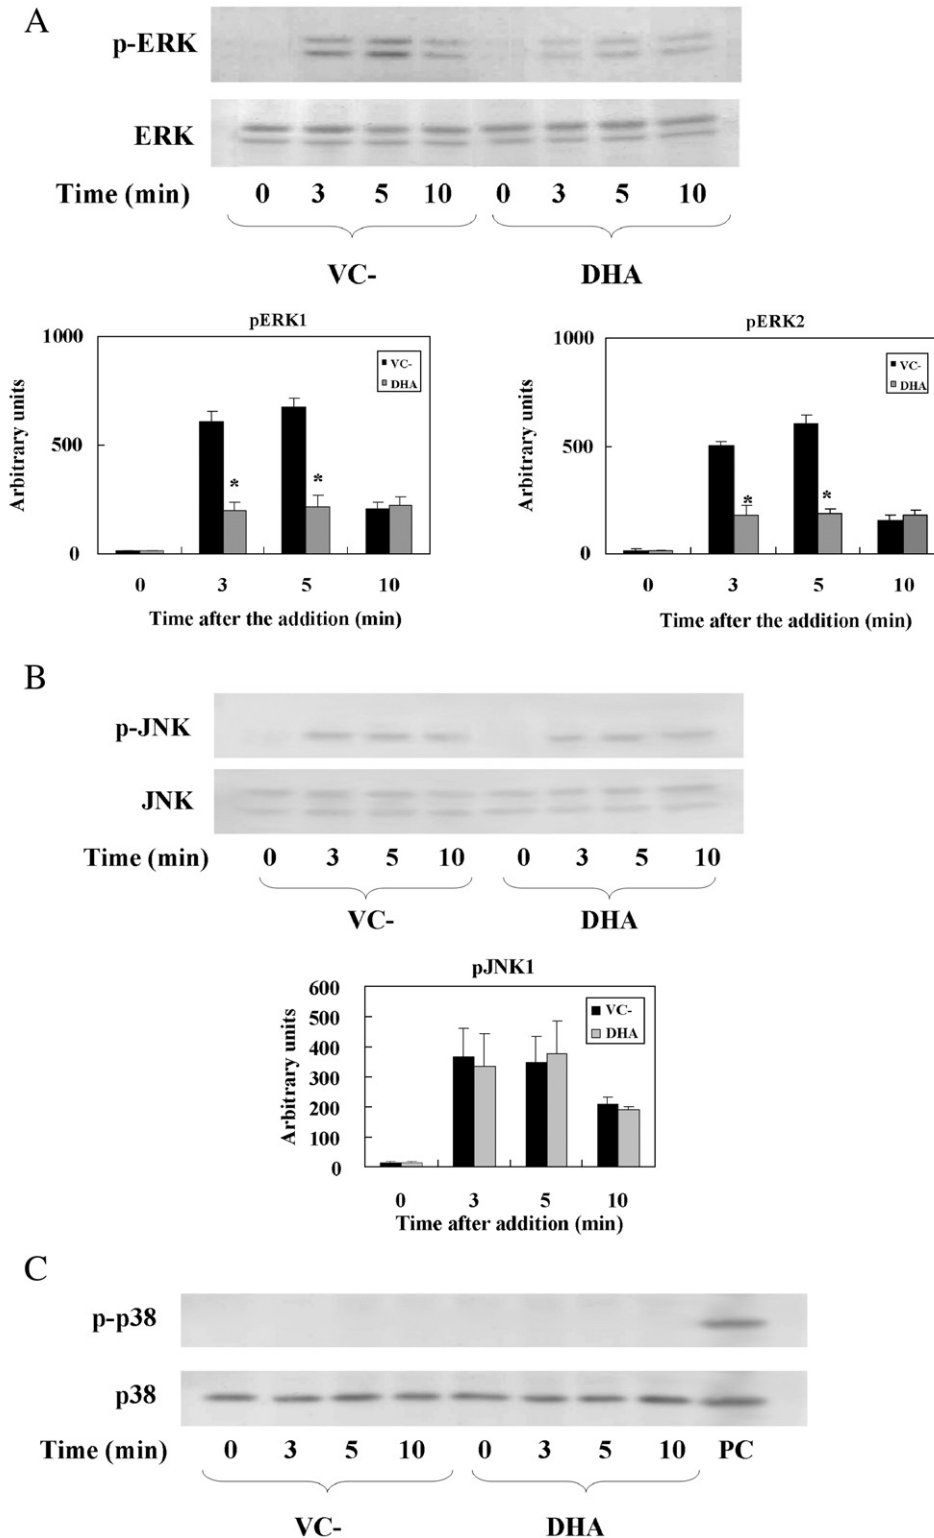 A
p-ERK
ERK
Time (min) 0 3 5 10 0 3 5 10
VC- DHA
pERK1
1000
500
0
Arbitrary units
VC-
DHA
* *
0 3 5 10
Time after the addition (min)
pERK2
1000
500
0
Arbitrary units
VC-
DHA
* *
0 3 5 10
Time after the addition (min)
B
p-JNK
JNK
Time (min) 0 3 5 10 0 3 5 10
VC- DHA
pJNK1
600
500
400
300
200
100
0
Arbitrary units
VC-
DHA
0 3 5 10
Time after addition (min)
C
p-p38
p38
Time (min) 0 3 5 10 0 3 5 10 PC
VC- DHA